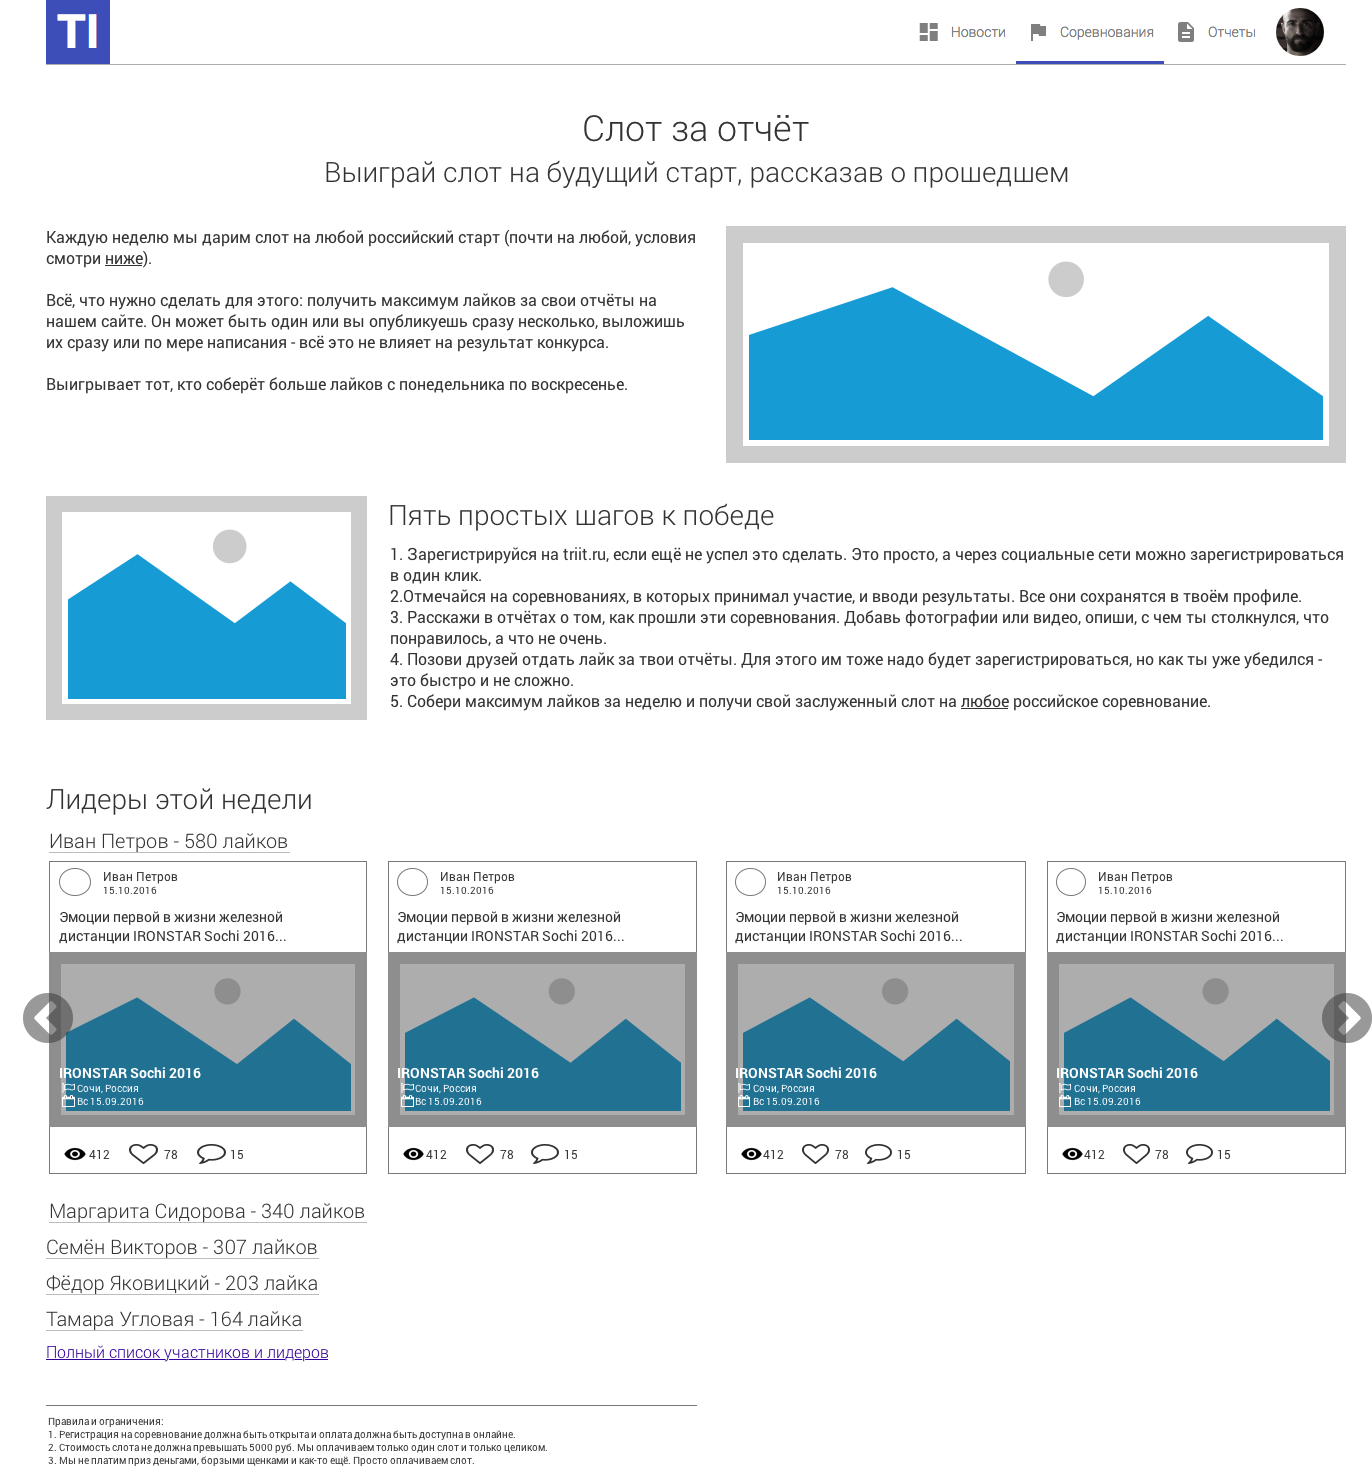 TI
Новости Соревнования Отчеты
Слот за отчёт
Выиграй слот на будущий старт, рассказав о прошедшем
Каждую неделю мы дарим слот на любой российский старт (почти на любой, условия
смотри ниже).
Всё, что нужно сделать для этого: получить максимум лайков за свои отчёты на
нашем сайте. Он может быть один или вы опубликуешь сразу несколько, выложишь
их сразу или по мере написания - всё это не влияет на результат конкурса.
Выигрывает тот, кто соберёт больше лайков с понедельника по воскресенье.
Пять простых шагов к победе
1. Зарегистрируйся на triit.ru, если ещё не успел это сделать. Это просто, а через социальные сети можно зарегистрироваться
в один клик.
2.Отмечайся на соревнованиях, в которых принимал участие, и вводи результаты. Все они сохранятся в твоём профиле.
3. Расскажи в отчётах о том, как прошли эти соревнования. Добавь фотографии или видео, опиши, с чем ты столкнулся, что
понравилось, а что не очень.
4. Позови друзей отдать лайк за твои отчёты. Для этого им тоже надо будет зарегистрироваться, но как ты уже убедился -
это быстро и не сложно.
5. Собери максимум лайков за неделю и получи свой заслуженный слот на любое российское соревнование.
Лидеры этой недели
Иван Петров - 580 лайков
Иван Петров
15.10.2016
Эмоции первой в жизни железной
дистанции IRONSTAR Sochi 2016...
IRONSTAR Sochi 2016
Сочи, Россия
Вс 15.09.2016
412 78 15
Иван Петров
15.10.2016
Эмоции первой в жизни железной
дистанции IRONSTAR Sochi 2016...
IRONSTAR Sochi 2016
Сочи, Россия
Вс 15.09.2016
412 78 15
Иван Петров
15.10.2016
Эмоции первой в жизни железной
дистанции IRONSTAR Sochi 2016...
IRONSTAR Sochi 2016
Сочи, Россия
Вс 15.09.2016
412 78 15
Иван Петров
15.10.2016
Эмоции первой в жизни железной
дистанции IRONSTAR Sochi 2016...
IRONSTAR Sochi 2016
Сочи, Россия
Вс 15.09.2016
412 78 15
Маргарита Сидорова - 340 лайков
Семён Викторов - 307 лайков
Фёдор Яковицкий - 203 лайка
Тамара Угловая - 164 лайка
Полный список участников и лидеров
Правила и ограничения:
1. Регистрация на соревнование должна быть открыта и оплата должна быть доступна в онлайне.
2. Стоимость слота не должна превышать 5000 руб. Мы оплачиваем только один слот и только целиком.
3. Мы не платим приз деньгами, борзыми щенками и как-то ещё. Просто оплачиваем слот.